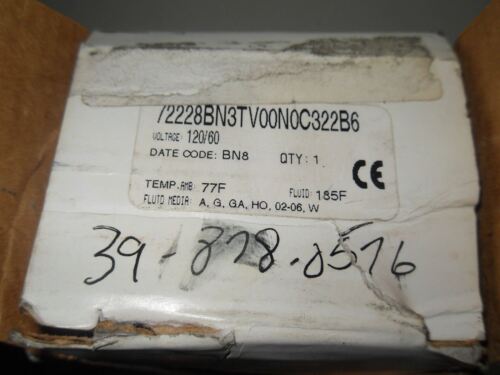 72228BN3TV00N0C322B6
VOLTAGE: 120/60
DATE CODE: BN8 QTY: 1
CE
TEMP. AMB: 77F FLUID: 185F
FLUID MEDIA: A, G, GA, HO, 02-06, W
39-878-0576